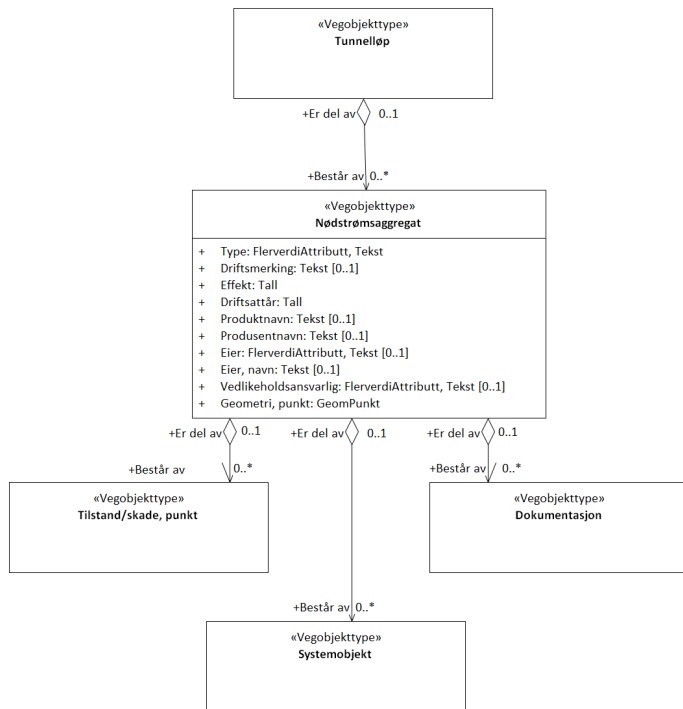 «Vegobjekttype»
Tunnelløp
+Er del av 0..1
+Består av 0..*
«Vegobjekttype»
Nødstrømsaggregat
+ Type: FlerverdiAttributt, Tekst
+ Driftsmerking: Tekst [0..1]
+ Effekt: Tall
+ Driftsattår: Tall
+ Produktnavn: Tekst [0..1]
+ Produsentnavn: Tekst [0..1]
+ Eier: FlerverdiAttributt, Tekst [0..1]
+ Eier, navn: Tekst [0..1]
+ Vedlikeholdsansvarlig: FlerverdiAttributt, Tekst [0..1]
+ Geometri, punkt: GeomPunkt
+Er del av 0..1 +Er del av 0..1 +Er del av 0..1
+Består av 0..* +Består av 0..*
«Vegobjekttype»
Tilstand/skade, punkt
«Vegobjekttype»
Dokumentasjon
+Består av 0..*
«Vegobjekttype»
Systemobjekt